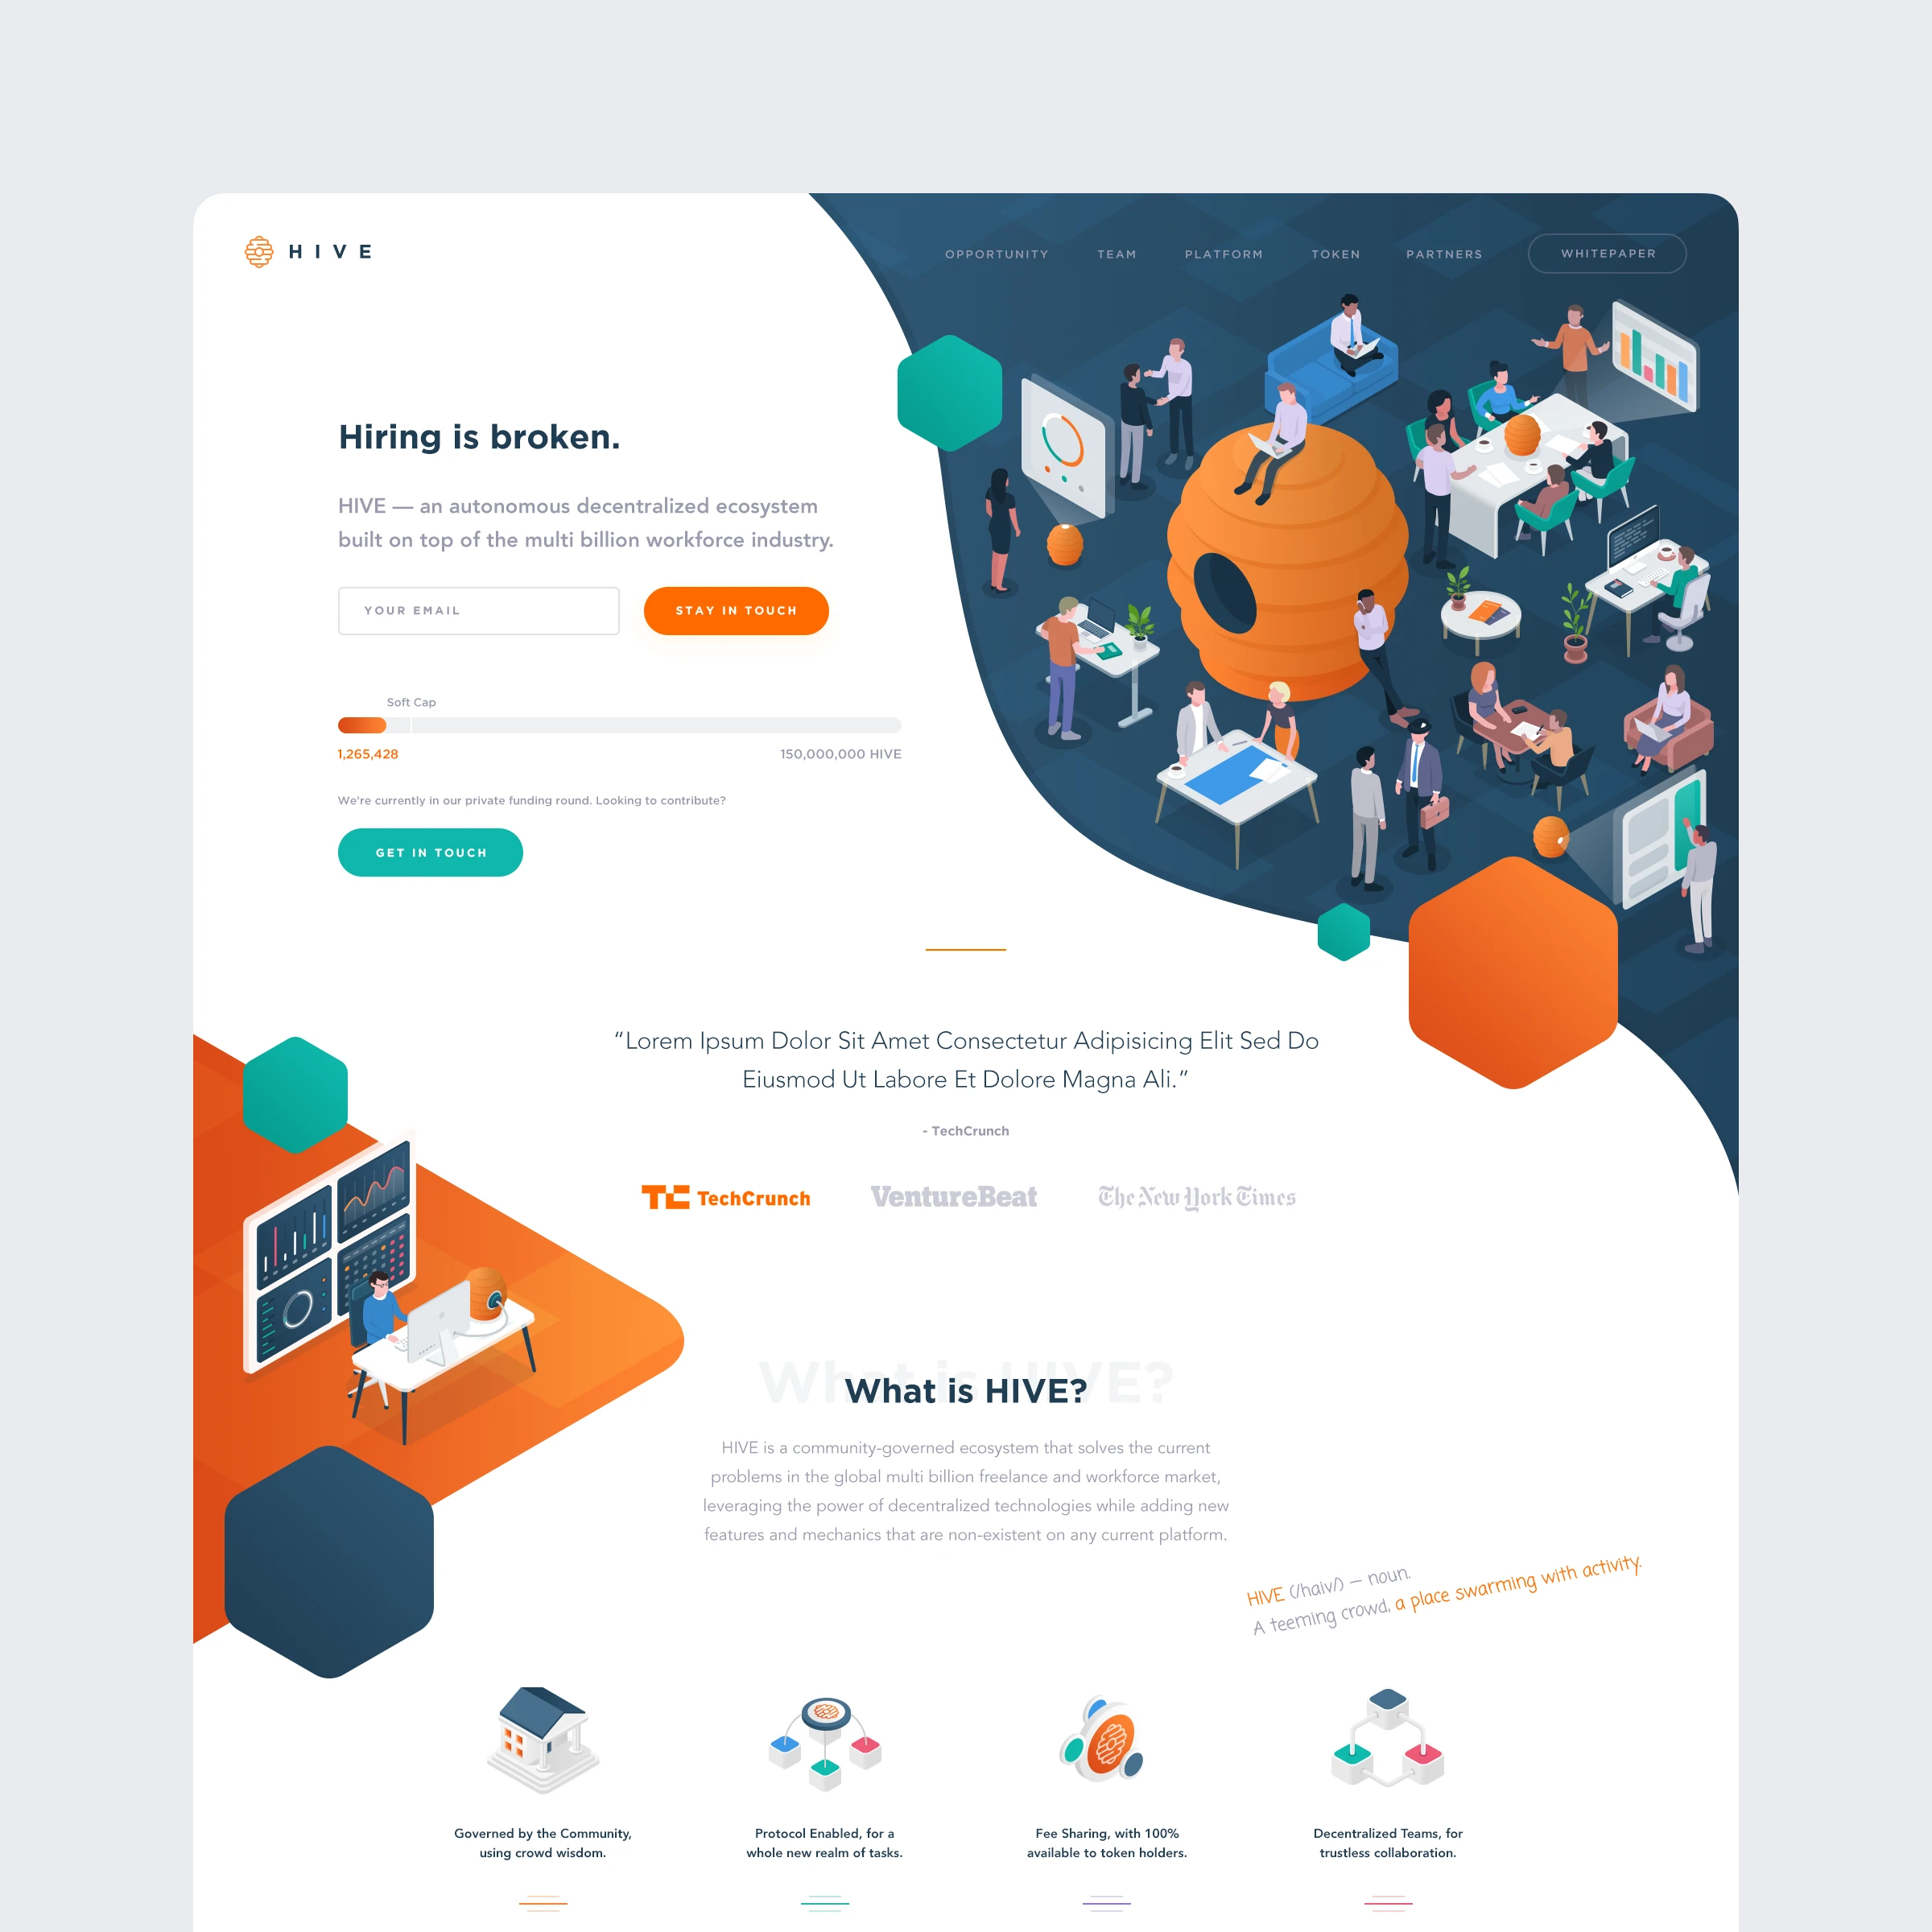 HIVE
OPPORTUNITY TEAM PLATFORM TOKEN PARTNERS WHITEPAPER
Hiring is broken.
HIVE — an autonomous decentralized ecosystem
built on top of the multi billion workforce industry.
YOUR EMAIL
STAY IN TOUCH
Soft Cap
1,265,428
150,000,000 HIVE
We're currently in our private funding round. Looking to contribute?
GET IN TOUCH
“Lorem Ipsum Dolor Sit Amet Consectetur Adipisicing Elit Sed Do
Eiusmod Ut Labore Et Dolore Magna Ali.”
- TechCrunch
TC TechCrunch
VentureBeat
The New York Times
What is HIVE?
What is HIVE?
HIVE is a community-governed ecosystem that solves the current
problems in the global multi billion freelance and workforce market,
leveraging the power of decentralized technologies while adding new
features and mechanics that are non-existent on any current platform.
HIVE (/haiv/) — noun.
A teeming crowd, a place swarming with activity.
Governed by the Community,
using crowd wisdom.
Protocol Enabled, for a
whole new realm of tasks.
Fee Sharing, with 100%
available to token holders.
Decentralized Teams, for
trustless collaboration.